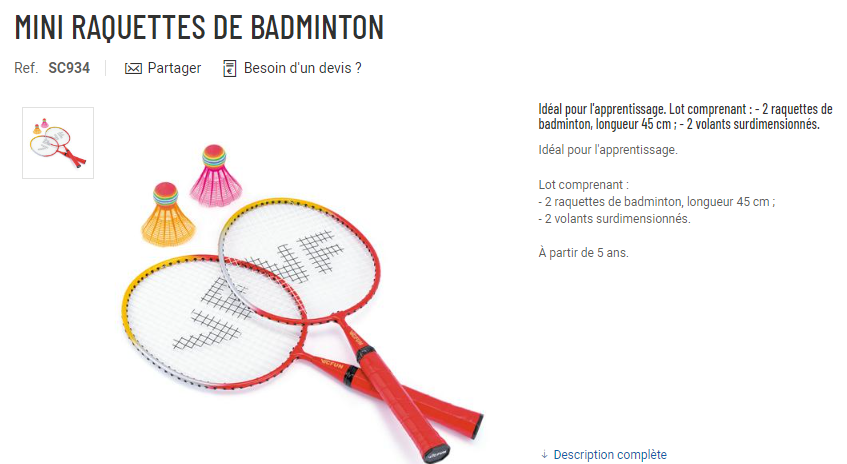 MINI RAQUETTES DE BADMINTON
Ref. SC934
Partager
Besoin d'un devis ?
Idéal pour l'apprentissage. Lot comprenant : - 2 raquettes de
badminton, longueur 45 cm ; - 2 volants surdimensionnés.
Idéal pour l'apprentissage.
Lot comprenant :
- 2 raquettes de badminton, longueur 45 cm ;
- 2 volants surdimensionnés.
À partir de 5 ans.
VICFUN
Description complète